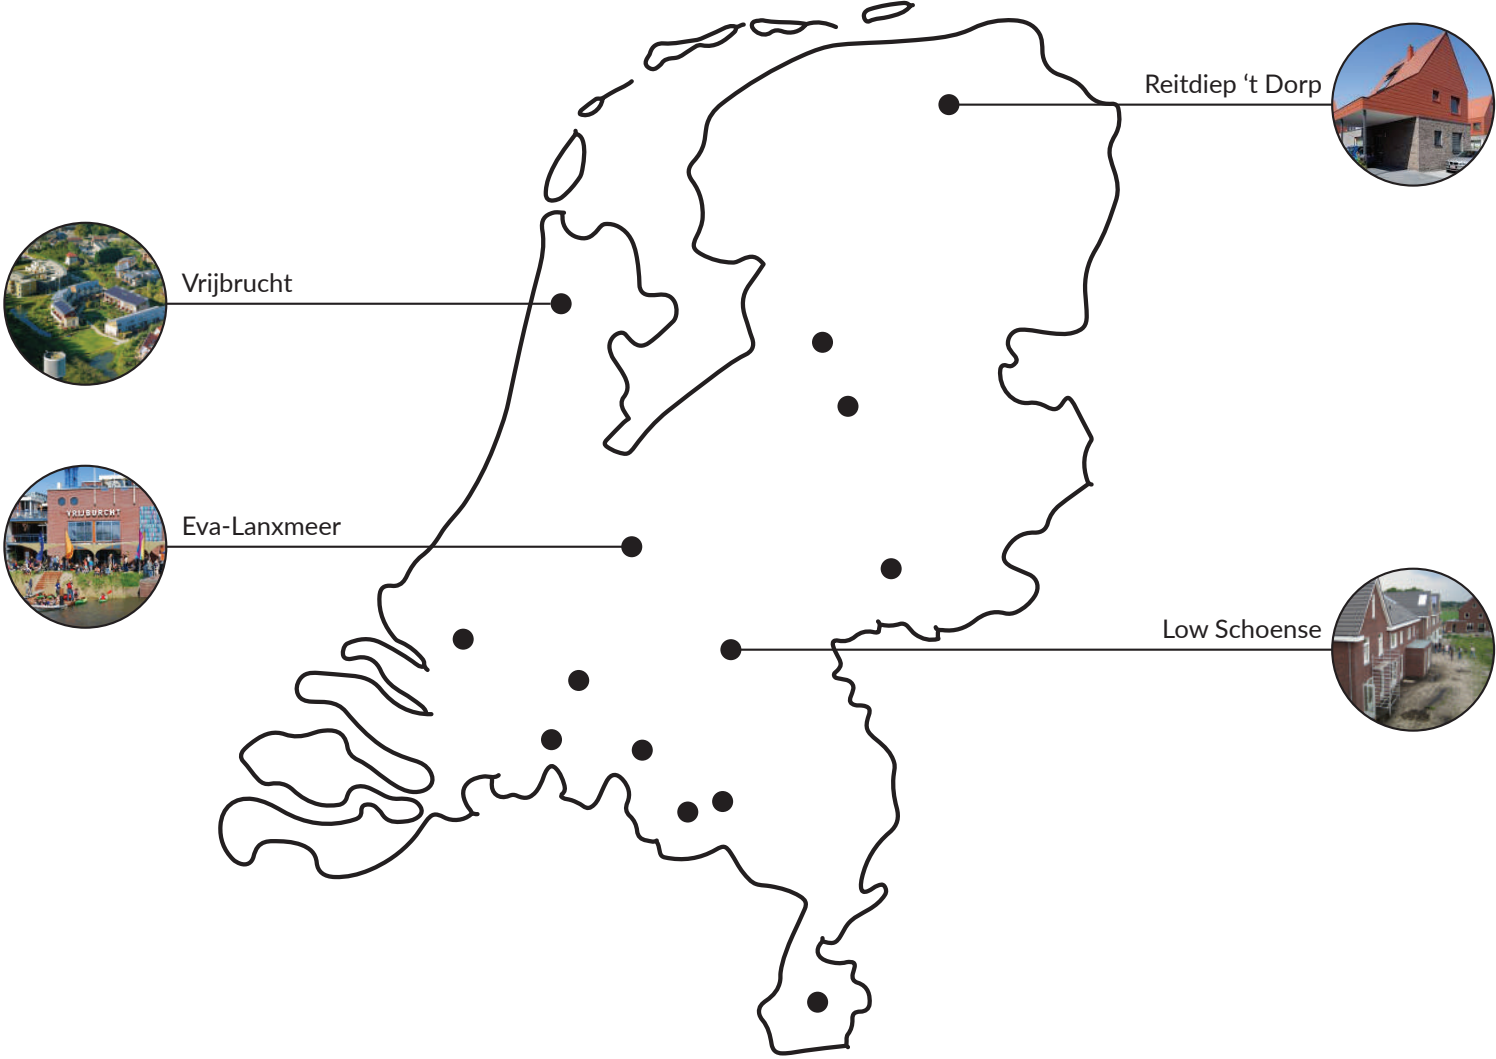 Reitdiep ‘t Dorp
Vrijbrucht
Eva-Lanxmeer
VRIJBURCHT
Low Schoense